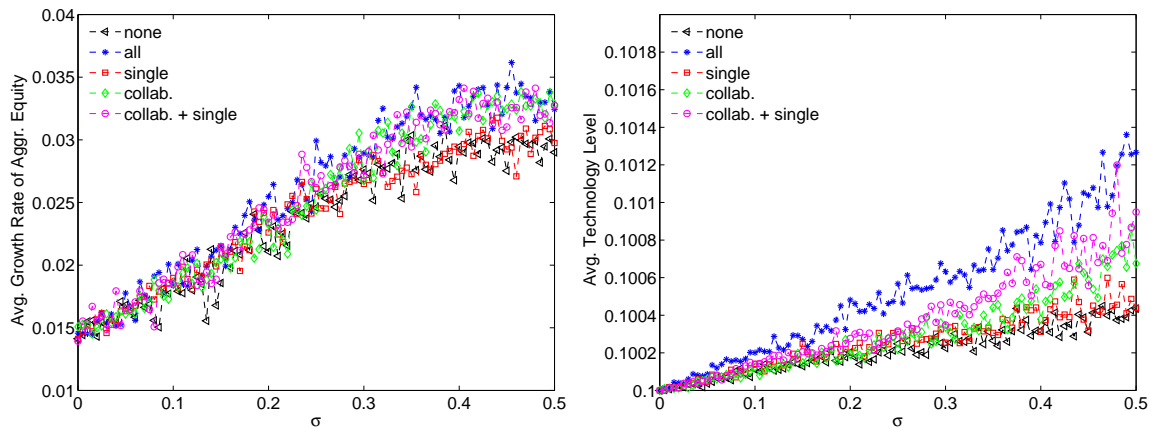 0.04
0.035
0.03
0.025
0.02
0.015
0.01
Avg. Growth Rate of Aggr. Equity
none
all
single
collab.
collab. + single
0 0.1 0.2 0.3 0.4 0.5
σ
0.1018
0.1016
0.1014
0.1012
0.101
0.1008
0.1006
0.1004
0.1002
0.1
Avg. Technology Level
none
all
single
collab.
collab. + single
0 0.1 0.2 0.3 0.4 0.5
σ